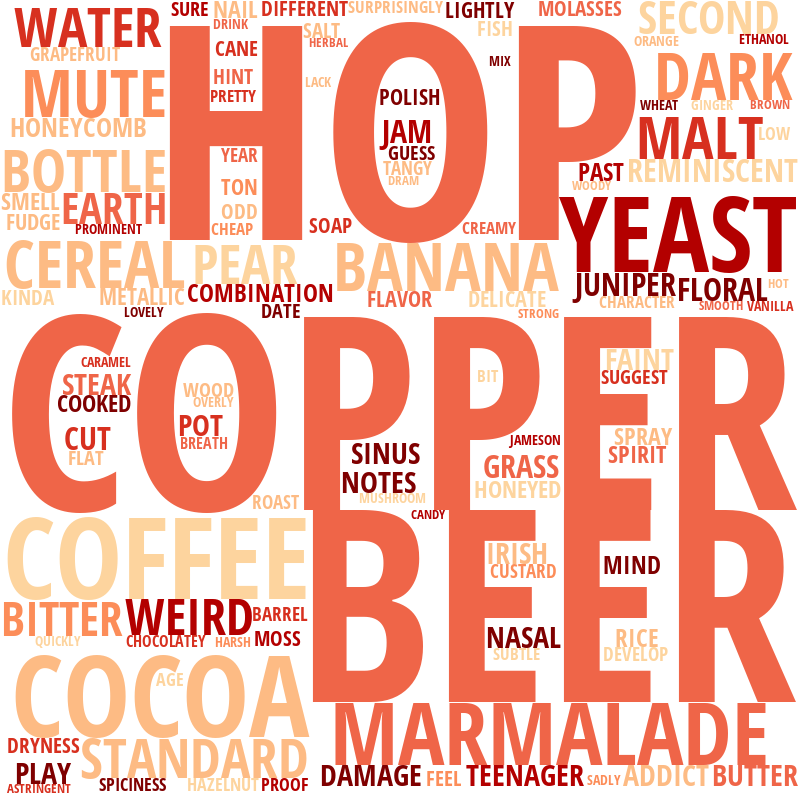 WATER
SURE
NAIL
DIFFERENT
SURPRISINGLY
LIGHTLY
MOLASSES
SECOND
DRINK
SALT
FISH
GRAPEFRUIT
CANE
HERBAL
ORANGE
ETHANOL
HOP
MIX
DARK
MUTE
HINT
LACK
PRETTY
POLISH
WHEAT
GINGER
BROWN
HONEYCOMB
JAM
MALT
LOW
GUESS
BOTTLE
YEAR
TANGY
PAST
REMINISCENT
TON
DRAM
WOODY
SMELL
EARTH
ODD
FUDGE
PROMINENT
CHEAP
SOAP
CREAMY
YEAST
CEREAL
PEAR
BANANA
JUNIPER
FLORAL
HOT
KINDA
METALLIC
COMBINATION
FLAVOR
DELICATE
CHARACTER
SMOOTH
VANILLA
LOVELY
DATE
STRONG
COPPER
CARAMEL
FAINT
STEAK
WOOD
BIT
SUGGEST
COOKED
OVERLY
CUT
POT
BREATH
JAMESON
SPRAY
FLAT
SINUS
GRASS
SPIRIT
NOTES
HONEYED
ROAST
MUSHROOM
CANDY
COFFEE
BEER
IRISH
CUSTARD
MIND
BITTER
WEIRD
BARREL
QUICKLY
CHOCOLATEY
HARSH
MOSS
NASAL
RICE
SUBTLE
DEVELOP
COCOA
AGE
MARMALADE
DRYNESS
STANDARD
PLAY
DAMAGE
FEEL
TEENAGER
SADLY
ADDICT
BUTTER
ASTRINGENT
SPICINESS
HAZELNUT
PROOF